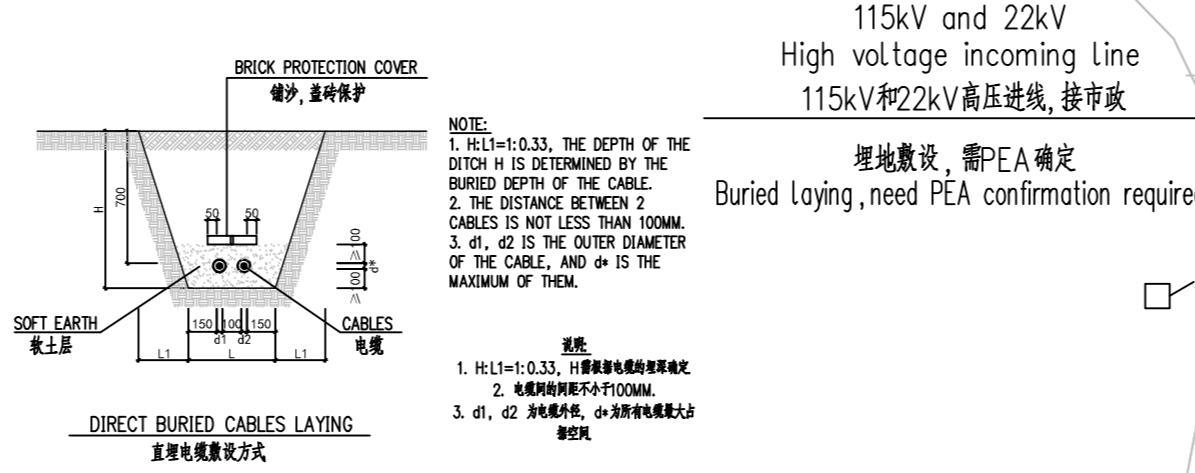 BRICK PROTECTION COVER
铺沙, 盖砖保护
H
700
50
50
≥100
d*
≥100
SOFT EARTH
软土层
150
100
150
d1
d2
L1
L
L1
CABLES
电缆
DIRECT BURIED CABLES LAYING
直埋电缆敷设方式
NOTE:
1. H:L1=1:0.33, THE DEPTH OF THE
DITCH H IS DETERMINED BY THE
BURIED DEPTH OF THE CABLE.
2. THE DISTANCE BETWEEN 2
CABLES IS NOT LESS THAN 100MM.
3. d1, d2 IS THE OUTER DIAMETER
OF THE CABLE, AND d* IS THE
MAXIMUM OF THEM.
说明:
1. H:L1=1:0.33, H需根据电缆的埋深确定
2. 电缆间的间距不小于100MM.
3. d1, d2 为电缆外径, d*为所有电缆最大占
据空间
115kV and 22kV
High voltage incoming line
115kV和22kV高压进线, 接市政
埋地敷设, 需PEA确定
Buried laying,need PEA confirmation require